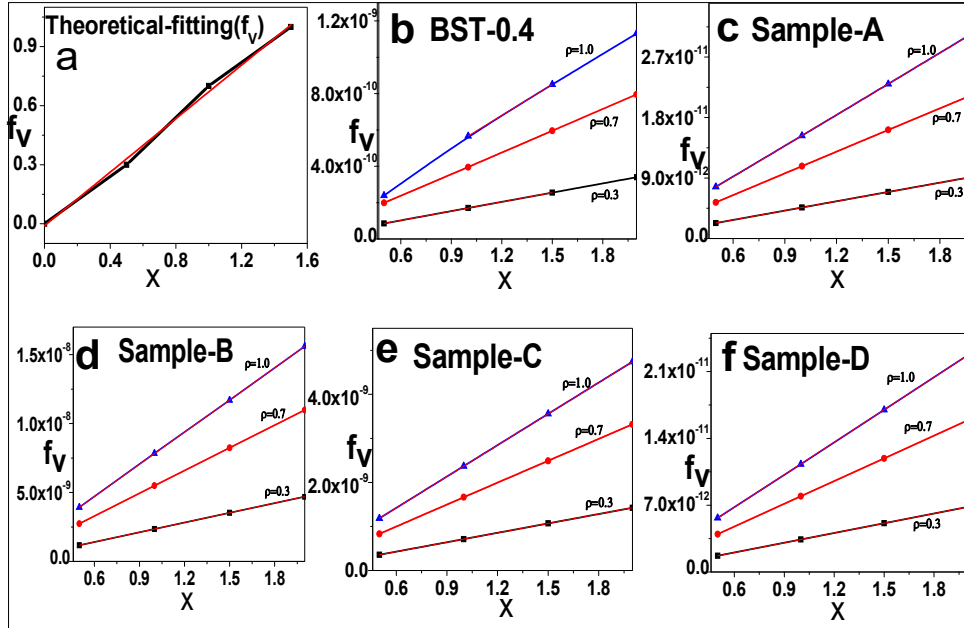 a Theoretical-fitting(f_V)
f_V
0.9
0.6
0.3
0.0
0.0 0.4 0.8 1.2 1.6
X
b BST-0.4
f_V
1.2x10^-9
8.0x10^-10
4.0x10^-10
0.0
ρ=1.0
ρ=0.7
ρ=0.3
0.6 0.9 1.2 1.5 1.8
X
c Sample-A
f_V
2.7x10^-11
1.8x10^-11
9.0x10^-12
0.0
ρ=1.0
ρ=0.7
ρ=0.3
0.6 0.9 1.2 1.5 1.8
X
d Sample-B
f_V
1.5x10^-8
1.0x10^-8
5.0x10^-9
0.0
ρ=1.0
ρ=0.7
ρ=0.3
0.6 0.9 1.2 1.5 1.8
X
e Sample-C
f_V
4.0x10^-9
2.0x10^-9
0.0
ρ=1.0
ρ=0.7
ρ=0.3
0.6 0.9 1.2 1.5 1.8
X
f Sample-D
f_V
2.1x10^-11
1.4x10^-11
7.0x10^-12
0.0
ρ=1.0
ρ=0.7
ρ=0.3
0.6 0.9 1.2 1.5 1.8
X